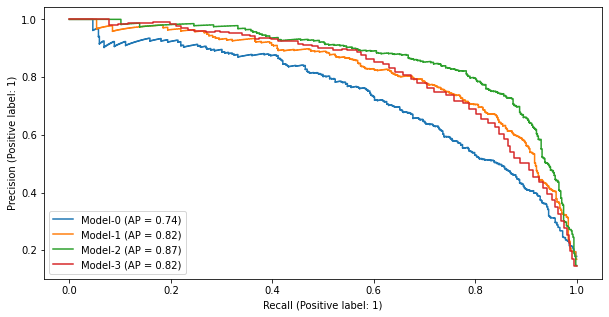 1.0
0.8
0.6
0.4
0.2
Precision (Positive label: 1)
Model-0 (AP = 0.74)
Model-1 (AP = 0.82)
Model-2 (AP = 0.87)
Model-3 (AP = 0.82)
0.0 0.2 0.4 0.6 0.8 1.0
Recall (Positive label: 1)